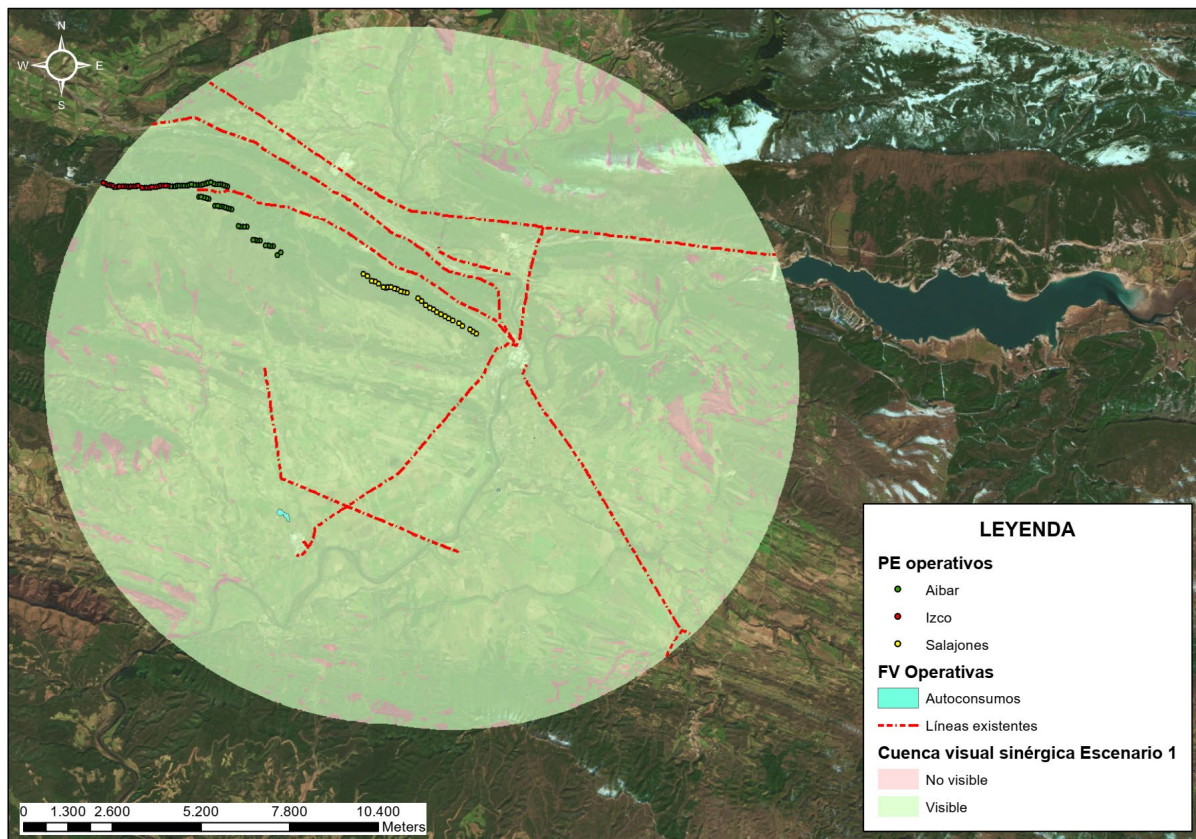 N
W E
S
LEYENDA
PE operativos
Aibar
Izco
Salajones
FV Operativas
Autoconsumos
Líneas existentes
Cuenca visual sinérgica Escenario 1
No visible
Visible
0 1.300 2.600 5.200 7.800 10.400
Meters